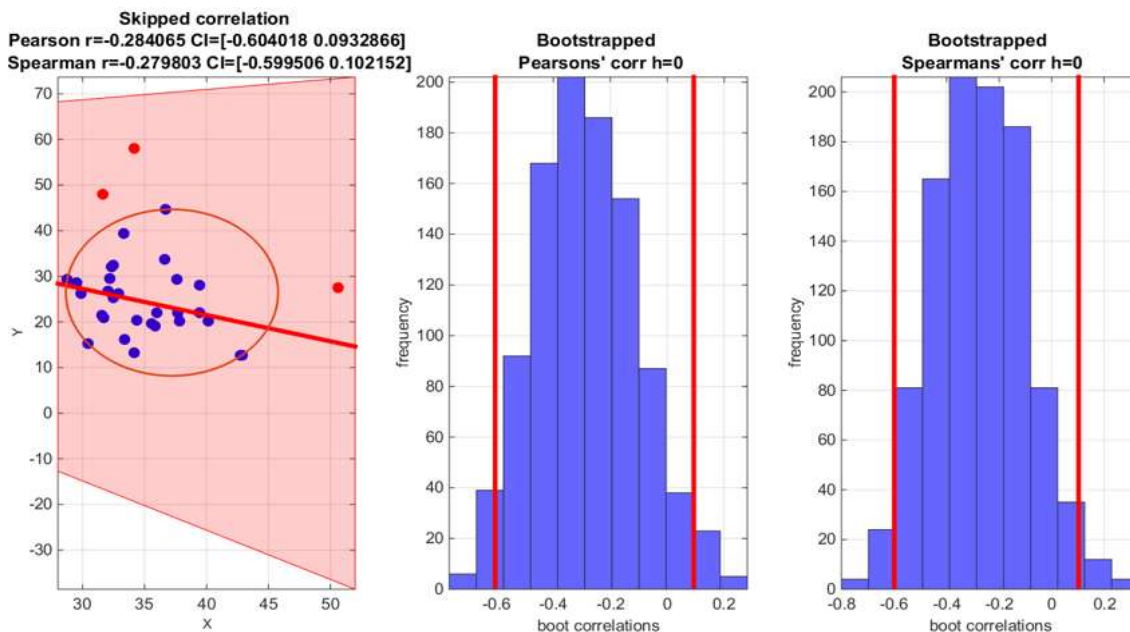 Skipped correlation
Pearson r=-0.284065 CI=[-0.604018 0.0932866]
Spearman r=-0.279803 CI=[-0.599506 0.102152]
70
60
50
40
30
20
10
0
-10
-20
-30
Y
30 35 40 45 50
X
Bootstrapped
Pearsons' corr h=0
200
180
160
140
120
100
80
60
40
20
0
frequency
-0.6 -0.4 -0.2 0 0.2
boot correlations
Bootstrapped
Spearmans' corr h=0
200
180
160
140
120
100
80
60
40
20
0
frequency
-0.8 -0.6 -0.4 -0.2 0 0.2
boot correlations